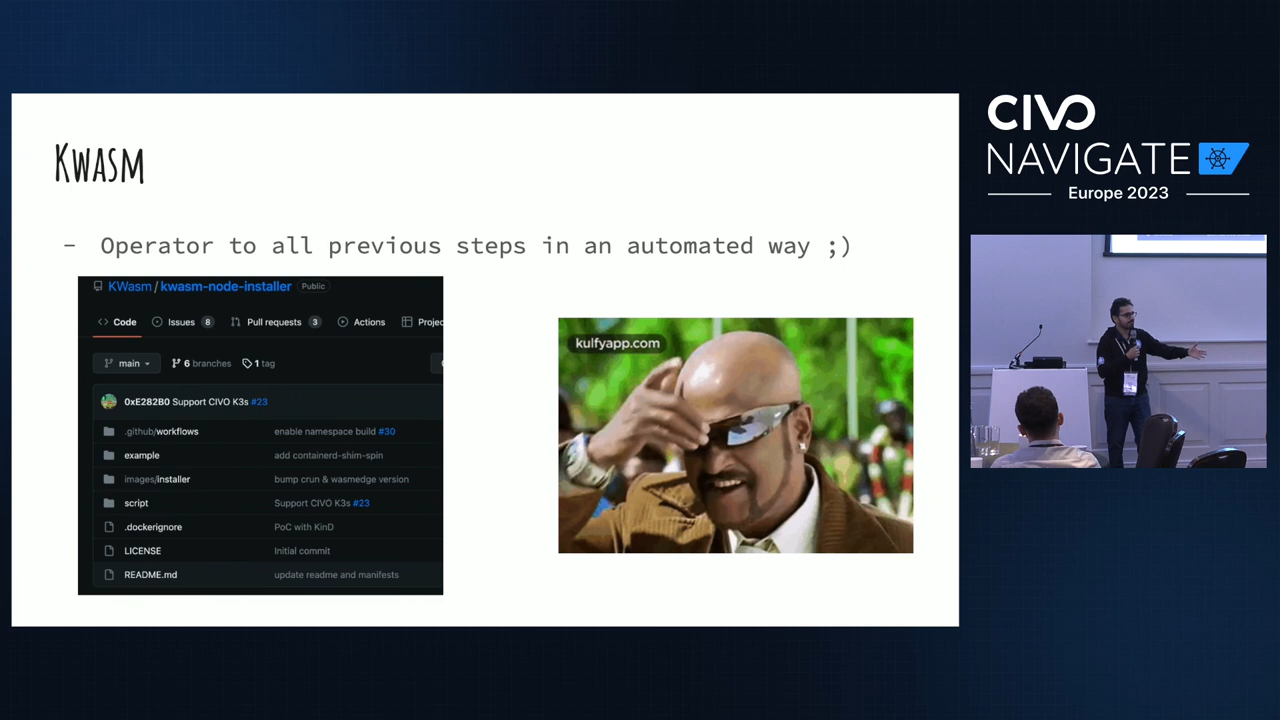 Kwasm
- Operator to all previous steps in an automated way ;)
KWasm / kwasm-node-installer Public
Code Issues 8 Pull requests 3 Actions Projec
main 6 branches 1 tag
0xE282B0 Support CIVO K3s #23
.github/workflows enable namespace build #30
example add containerd-shim-spin
images/installer bump crun & wasmedge version
script Support CIVO K3s #23
.dockerignore PoC with KinD
LICENSE Initial commit
README.md update readme and manifests
kulfyapp.com
CIVO
NAVIGATE
Europe 2023